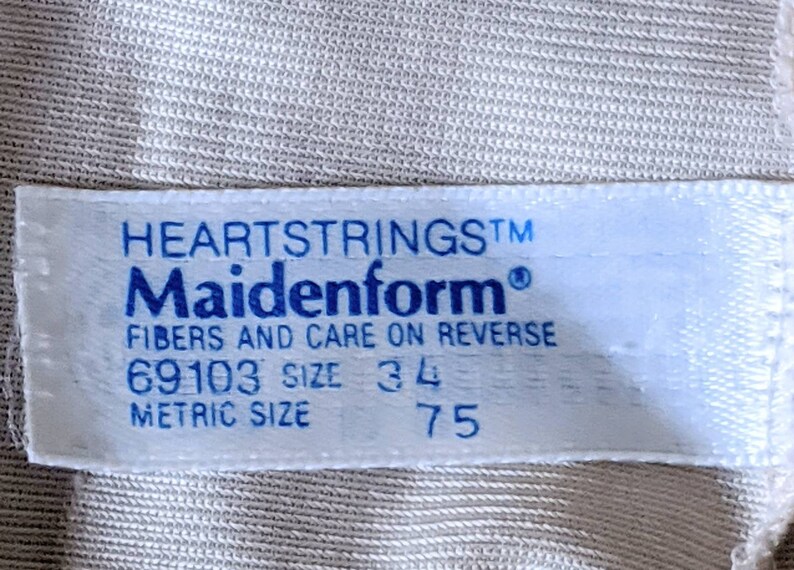 HEARTSTRINGS™
Maidenform®
FIBERS AND CARE ON REVERSE
69103 SIZE 34
METRIC SIZE 75